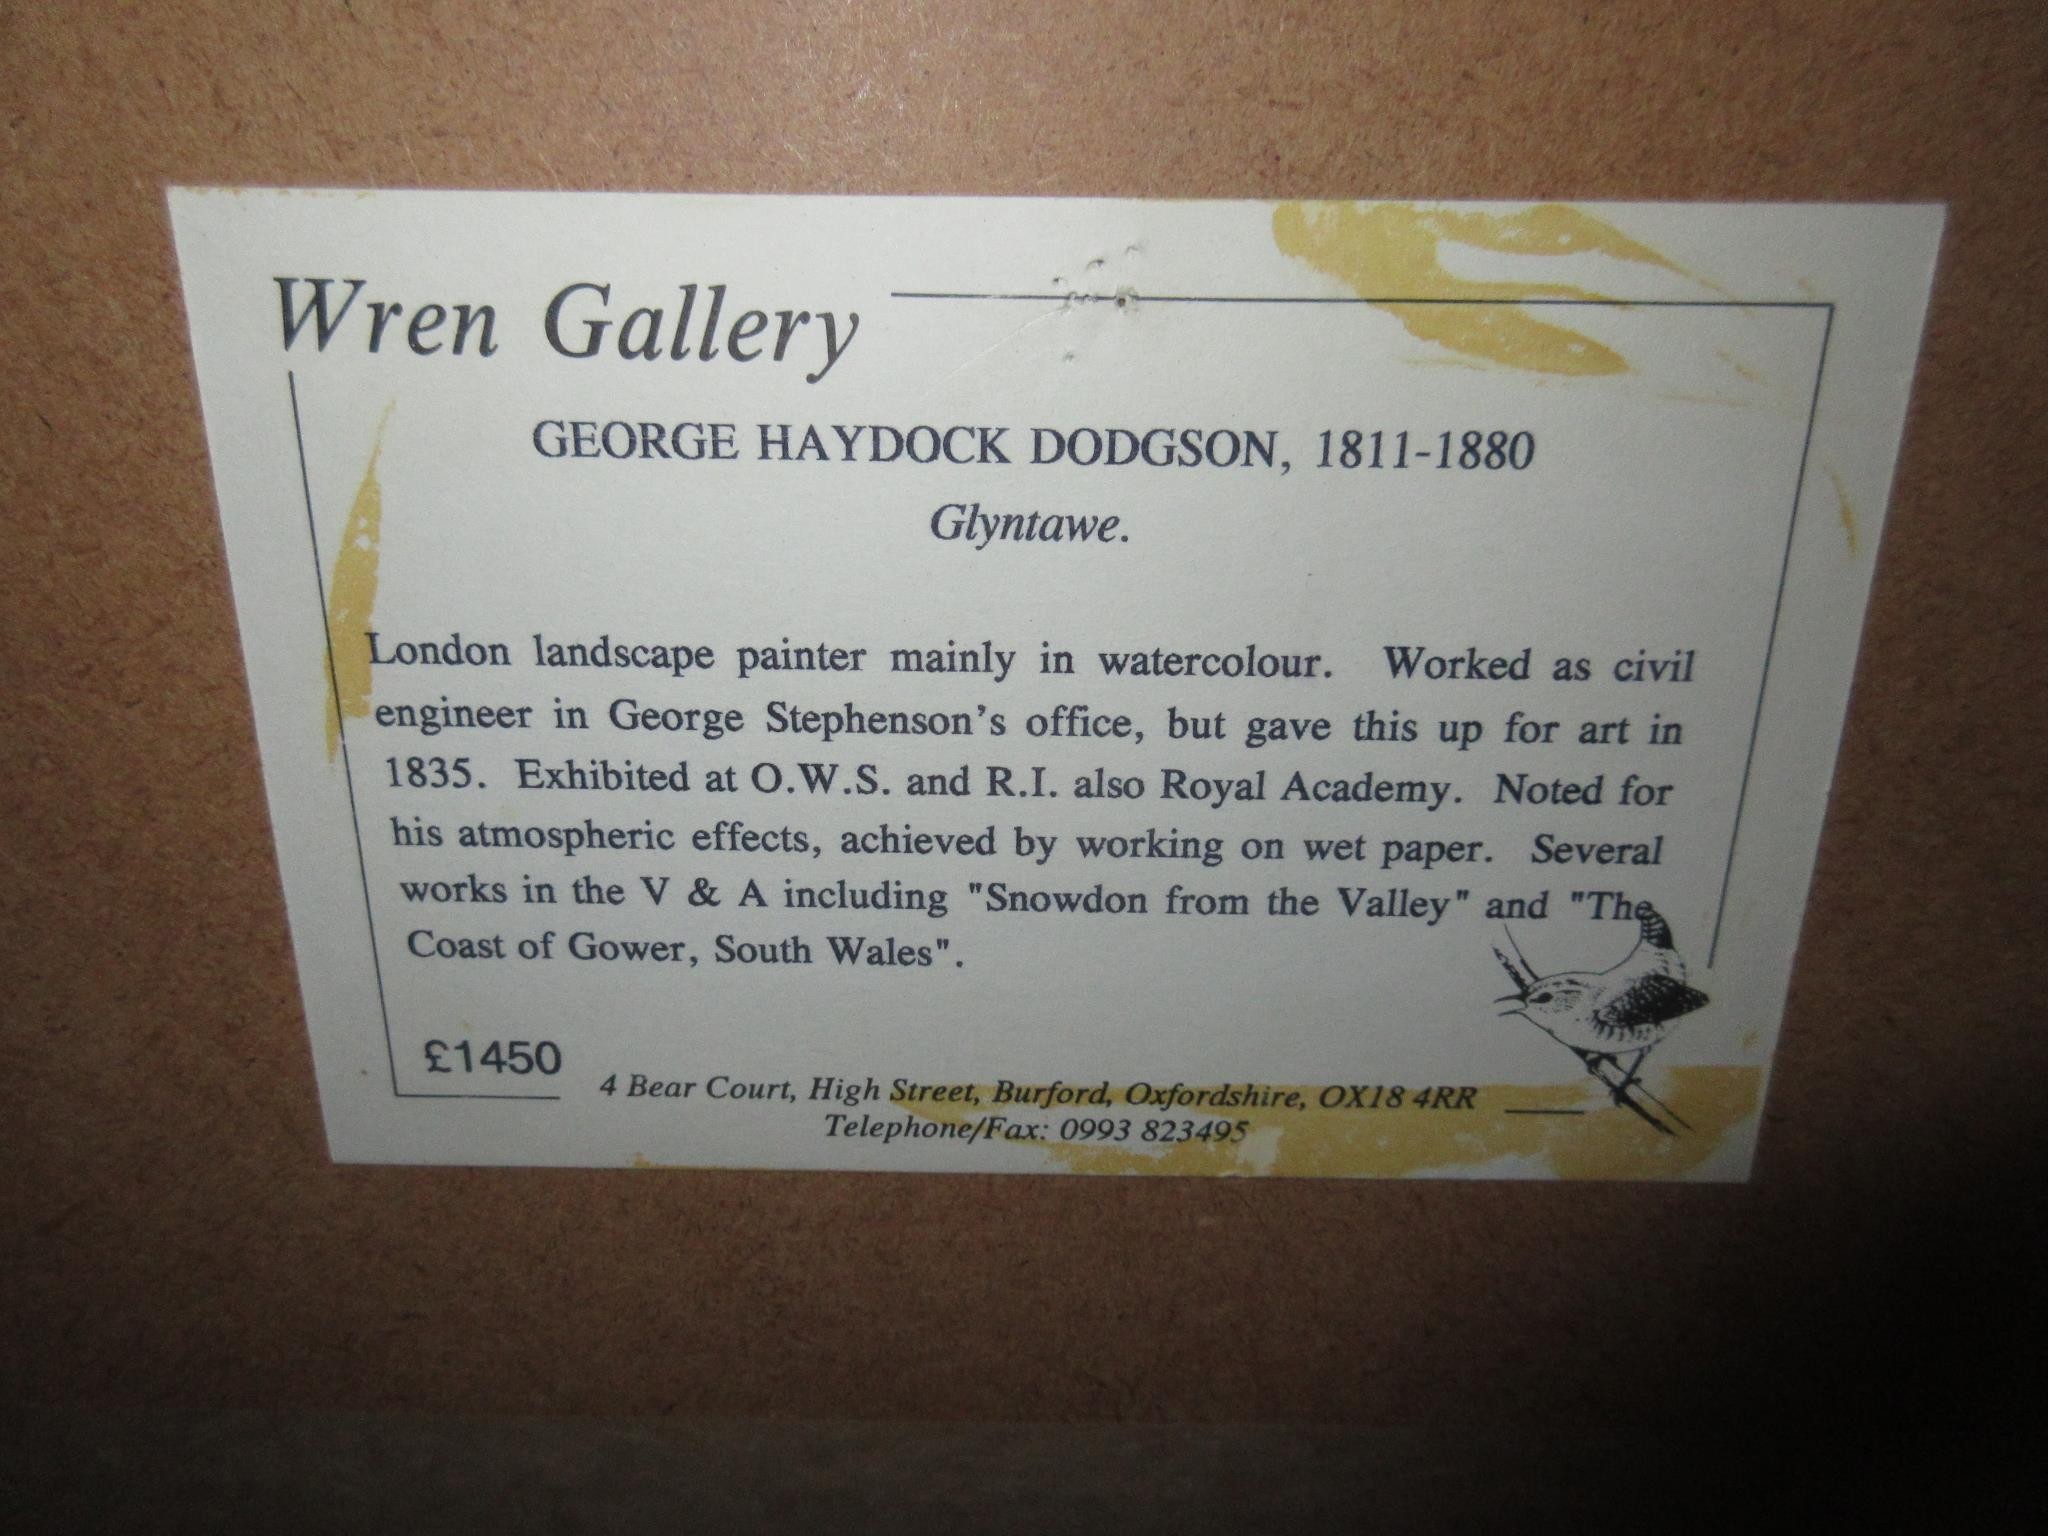 Wren Gallery
GEORGE HAYDOCK DODGSON, 1811-1880
Glyntawe.
London landscape painter mainly in watercolour. Worked as civil
engineer in George Stephenson's office, but gave this up for art in
1835. Exhibited at O.W.S. and R.I. also Royal Academy. Noted for
his atmospheric effects, achieved by working on wet paper. Several
works in the V & A including "Snowdon from the Valley" and "The
Coast of Gower, South Wales".
£1450
4 Bear Court, High Street, Burford, Oxfordshire, OX18 4RR
Telephone/Fax: 0993 823495